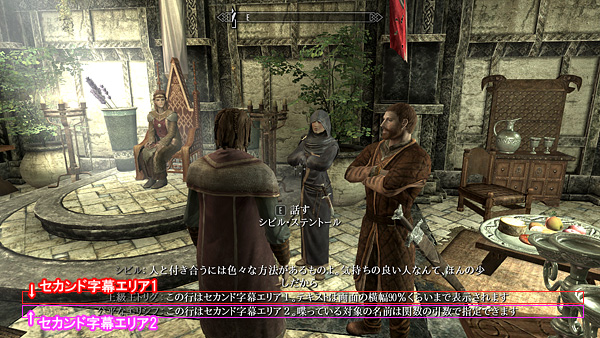 E
E 話す
シビル・ステントール
シビル: 人と付き合うには色々な方法があるものよ。気持ちの良い人なんて、ほんの少
しだから
↓セカンド字幕エリア1
上級王トリグ: この行はセカンド字幕エリア1。テキストは画面の横幅90%くらいまで表示されます
↑セカンド字幕エリア2
この行はセカンド字幕エリア2。喋っている対象の名前は関数の引数で指定できます